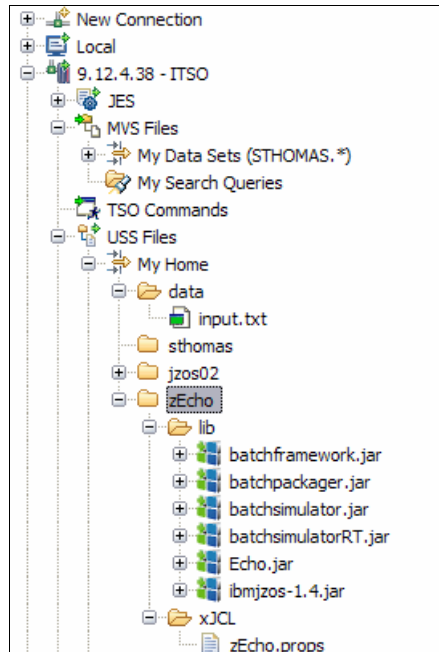 New Connection
Local
9.12.4.38 - ITSO
JES
MVS Files
My Data Sets (STHOMAS.*)
My Search Queries
TSO Commands
USS Files
My Home
data
input.txt
sthomas
jzos02
zEcho
lib
batchframework.jar
batchpackager.jar
batchsimulator.jar
batchsimulatorRT.jar
Echo.jar
ibmjzos-1.4.jar
xJCL
zEcho.props